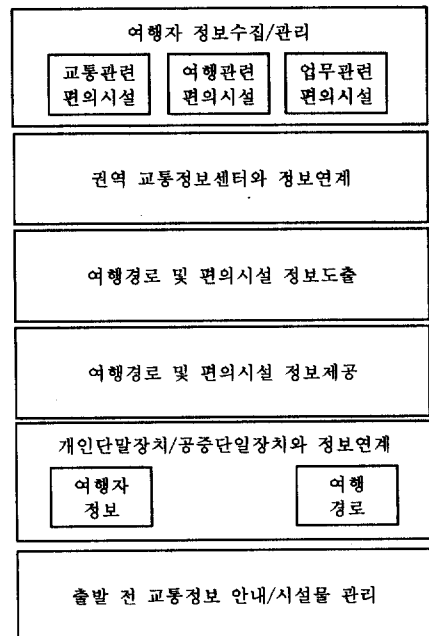 여행자 정보수집/관리
교통관련 여행관련 업무관련
편의시설 편의시설 편의시설
권역 교통정보센터와 정보연계
여행경로 및 편의시설 정보도출
여행경로 및 편의시설 정보제공
개인단말장치/공중단일장치와 정보연계
여행자 여행
정보 경로
출발 전 교통정보 안내/시설물 관리